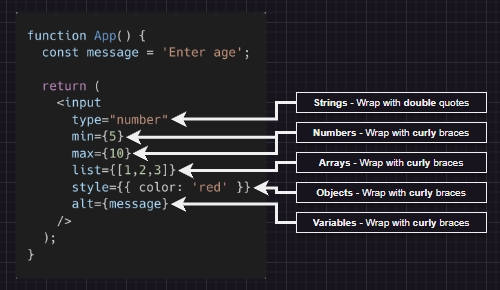 function App() {
const message = 'Enter age';
return (
<input
type="number"
min={5}
max={10}
list={[1,2,3]}
style={{ color: 'red' }}
alt={message}
/>
);
}
Strings - Wrap with double quotes
Numbers - Wrap with curly braces
Arrays - Wrap with curly braces
Objects - Wrap with curly braces
Variables - Wrap with curly braces